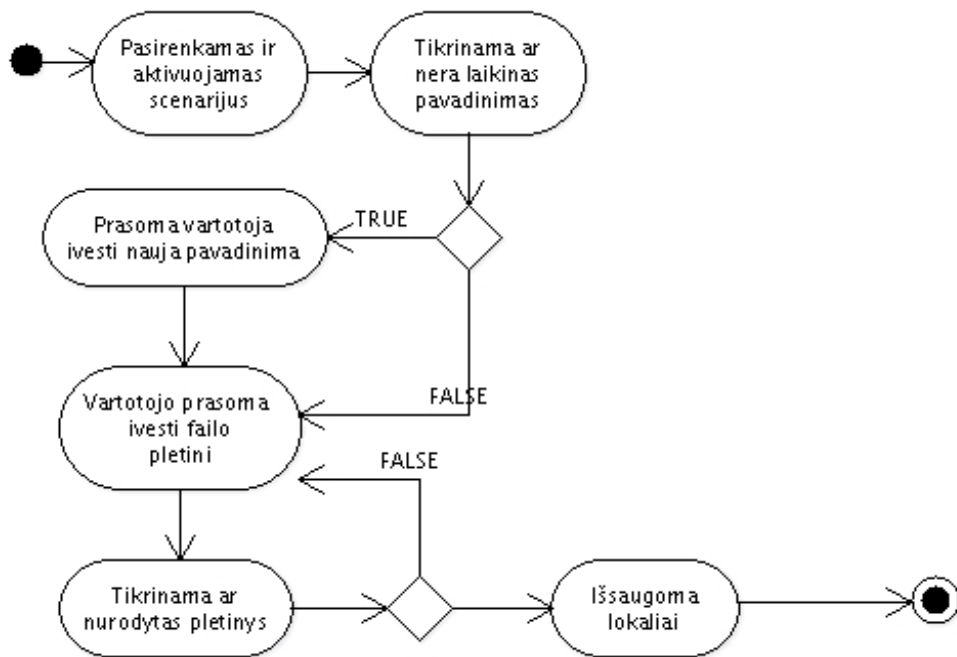 Pasirenkamas ir
aktivuojamas
scenarijus
Tikrinama ar
nera laikinas
pavadinimas
TRUE
Prasoma vartotoja
ivesti nauja pavadinima
FALSE
Vartotojo prasoma
ivesti failo
pletini
FALSE
Tikrinama ar
nurodytas pletinys
Išsaugoma
lokaliai